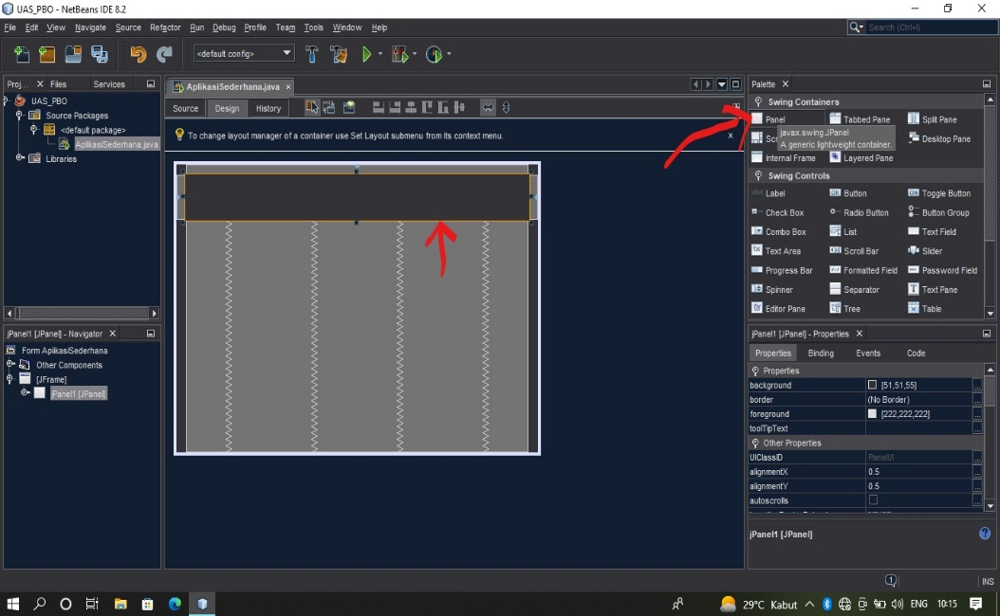 UAS_PBO - NetBeans IDE 8.2
File Edit View Navigate Source Refactor Run Debug Profile Team Tools Window Help
Search (Ctrl+I)
<default config>
Proj... Files Services
UAS_PBO
Source Packages
<default package>
AplikasiSederhana.java
Libraries
AplikasiSederhana.java
Source Design History
To change layout manager of a container use Set Layout submenu from its context menu.
x
jPanel1 [JPanel] - Navigator
Form AplikasiSederhana
Other Components
[JFrame]
jPanel1 [JPanel]
Palette
Swing Containers
Panel Tabbed Pane Split Pane
javax.swing.JPanel
A generic lightweight container.
Desktop Pane
Internal Frame Layered Pane
Swing Controls
Label Button Toggle Button
Check Box Radio Button Button Group
Combo Box List Text Field
Text Area Scroll Bar Slider
Progress Bar Formatted Field Password Field
Spinner Separator Text Pane
Editor Pane Tree Table
jPanel1 [JPanel] - Properties
Properties Binding Events Code
Properties
background [51,51,55]
border (No Border)
foreground [222,222,222]
toolTipText
Other Properties
UIClassID PanelUI
alignmentX 0.5
alignmentY 0.5
autoscrolls
jPanel1 [JPanel]
1 INS
29°C Kabut ENG 10:15